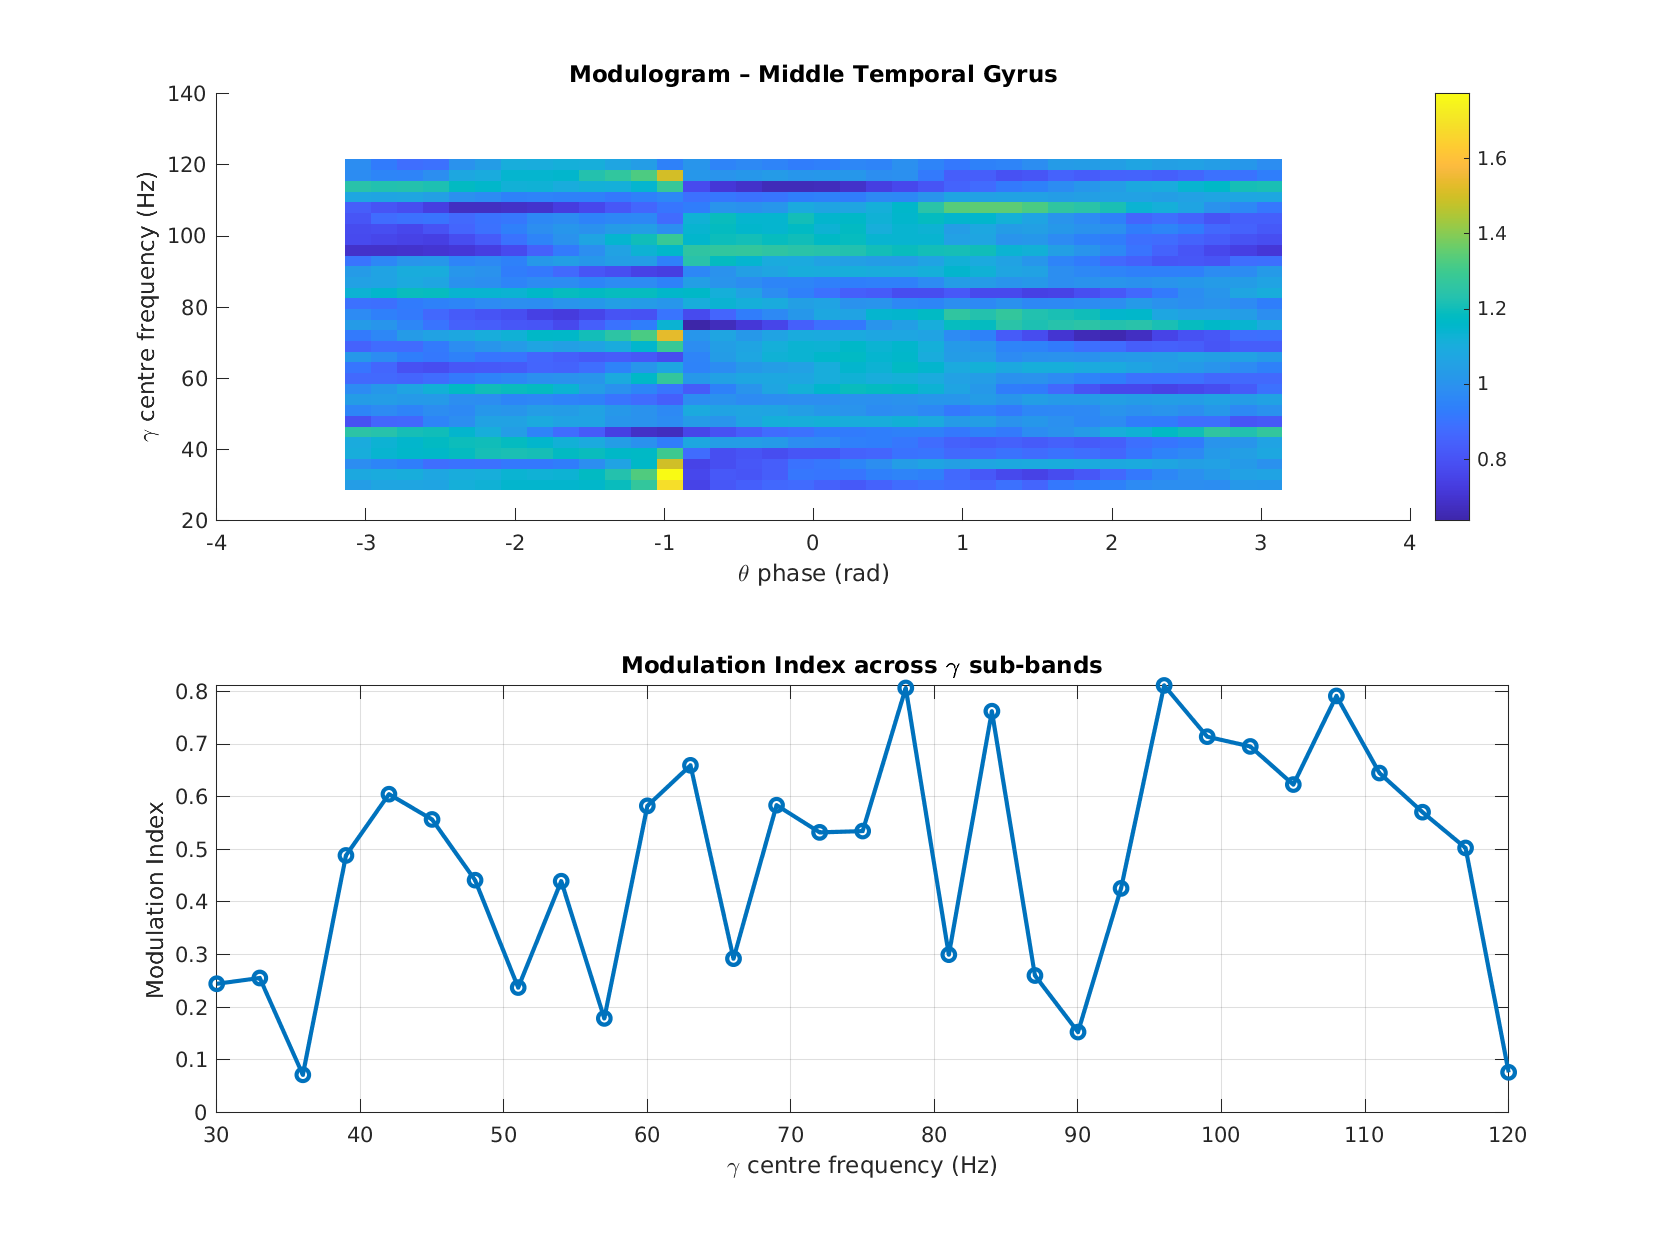 Modulogram – Middle Temporal Gyrus
γ centre frequency (Hz)
140
120
100
80
60
40
20
-4 -3 -2 -1 0 1 2 3 4
θ phase (rad)
1.6
1.4
1.2
1
0.8
Modulation Index across γ sub-bands
Modulation Index
0.8
0.7
0.6
0.5
0.4
0.3
0.2
0.1
0
30 40 50 60 70 80 90 100 110 120
γ centre frequency (Hz)